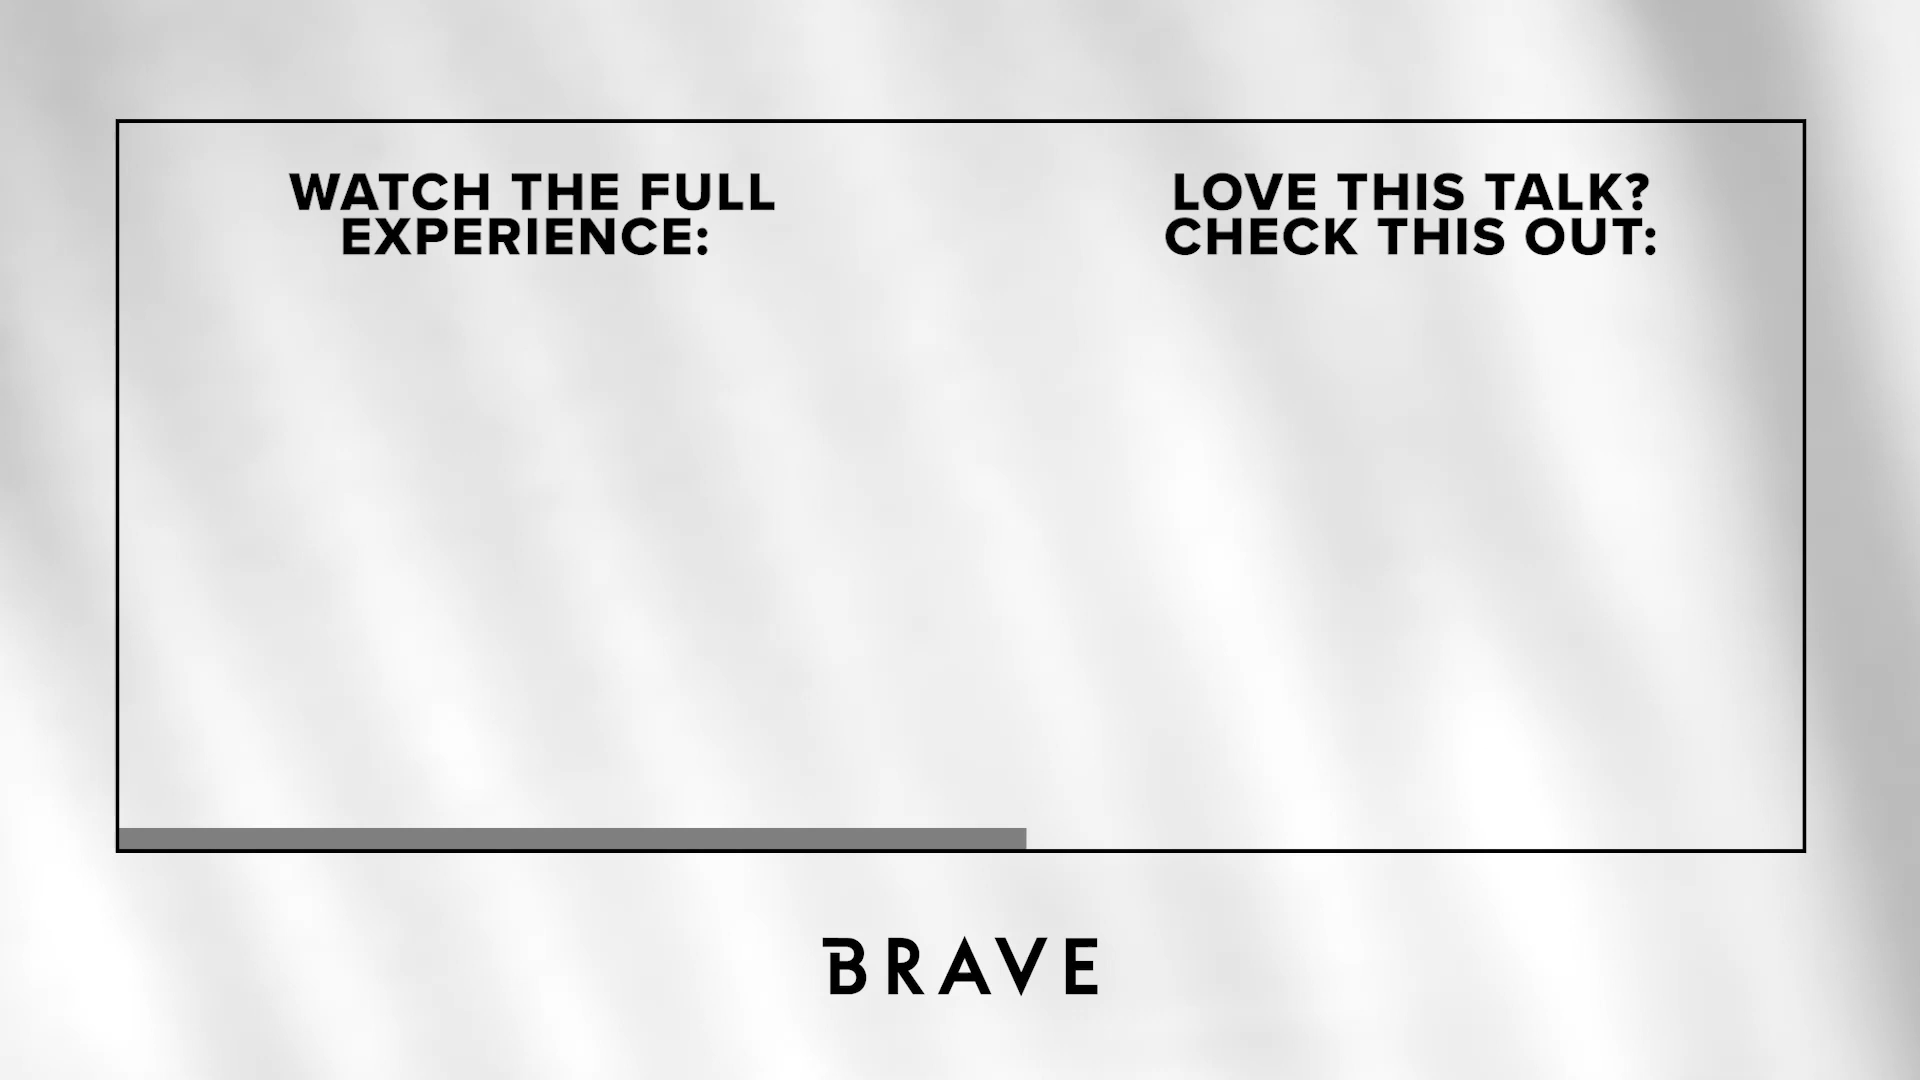 WATCH THE FULL
EXPERIENCE:
LOVE THIS TALK?
CHECK THIS OUT:
BRAVE